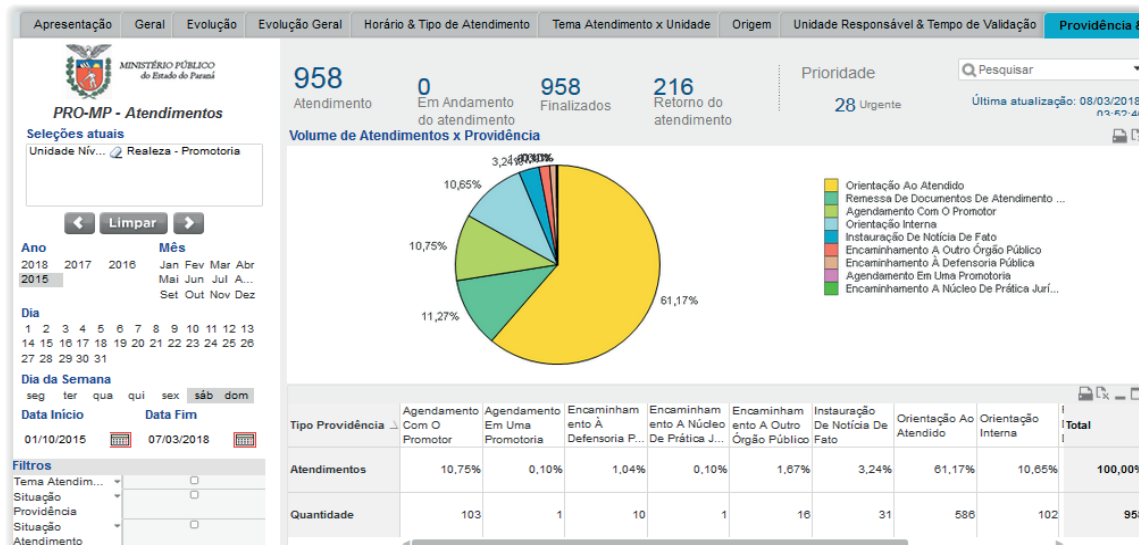 Apresentação Geral Evolução Evolução Geral Horário & Tipo de Atendimento Tema Atendimento x Unidade Origem Unidade Responsável & Tempo de Validação Providência &
MINISTÉRIO PÚBLICO
do Estado do Paraná
PRO-MP - Atendimentos
Seleções atuais
Unidade Nív... Realeza - Promotoria
Limpar
Ano Mês
2018 2017 2016 Jan Fev Mar Abr
2015 Mai Jun Jul A...
Set Out Nov Dez
Dia
1 2 3 4 5 6 7 8 9 10 11 12 13
14 15 16 17 18 19 20 21 22 23 24 25 26
27 28 29 30 31
Dia da Semana
seg ter qua qui sex sáb dom
Data Início Data Fim
01/10/2015 07/03/2018
Filtros
Tema Atendim...
Situação
Providência
Situação
Atendimento
958
Atendimento
0
Em Andamento
do atendimento
958
Finalizados
216
Retorno do
atendimento
Prioridade
28 Urgente
Pesquisar
Última atualização: 08/03/2018
Volume de Atendimentos x Providência
3,24%
10,65%
10,75%
11,27%
61,17%
Orientação Ao Atendido
Remessa De Documentos De Atendimento ...
Agendamento Com O Promotor
Orientação Interna
Instauração De Notícia De Fato
Encaminhamento A Outro Órgão Público
Encaminhamento À Defensoria Pública
Agendamento Em Uma Promotoria
Encaminhamento A Núcleo De Prática Jurí...
Tipo Providência
Agendamento
Com O
Promotor
Agendamento
Em Uma
Promotoria
Encaminham
ento À
Defensoria P...
Encaminham
ento A Núcleo
De Prática J...
Encaminham
ento A Outro
Órgão Público
Instauração
De Notícia De
Fato
Orientação Ao
Atendido
Orientação
Interna
Total
Atendimentos 10,75% 0,10% 1,04% 0,10% 1,67% 3,24% 61,17% 10,65% 100,00%
Quantidade 103 1 10 1 16 31 586 102 958